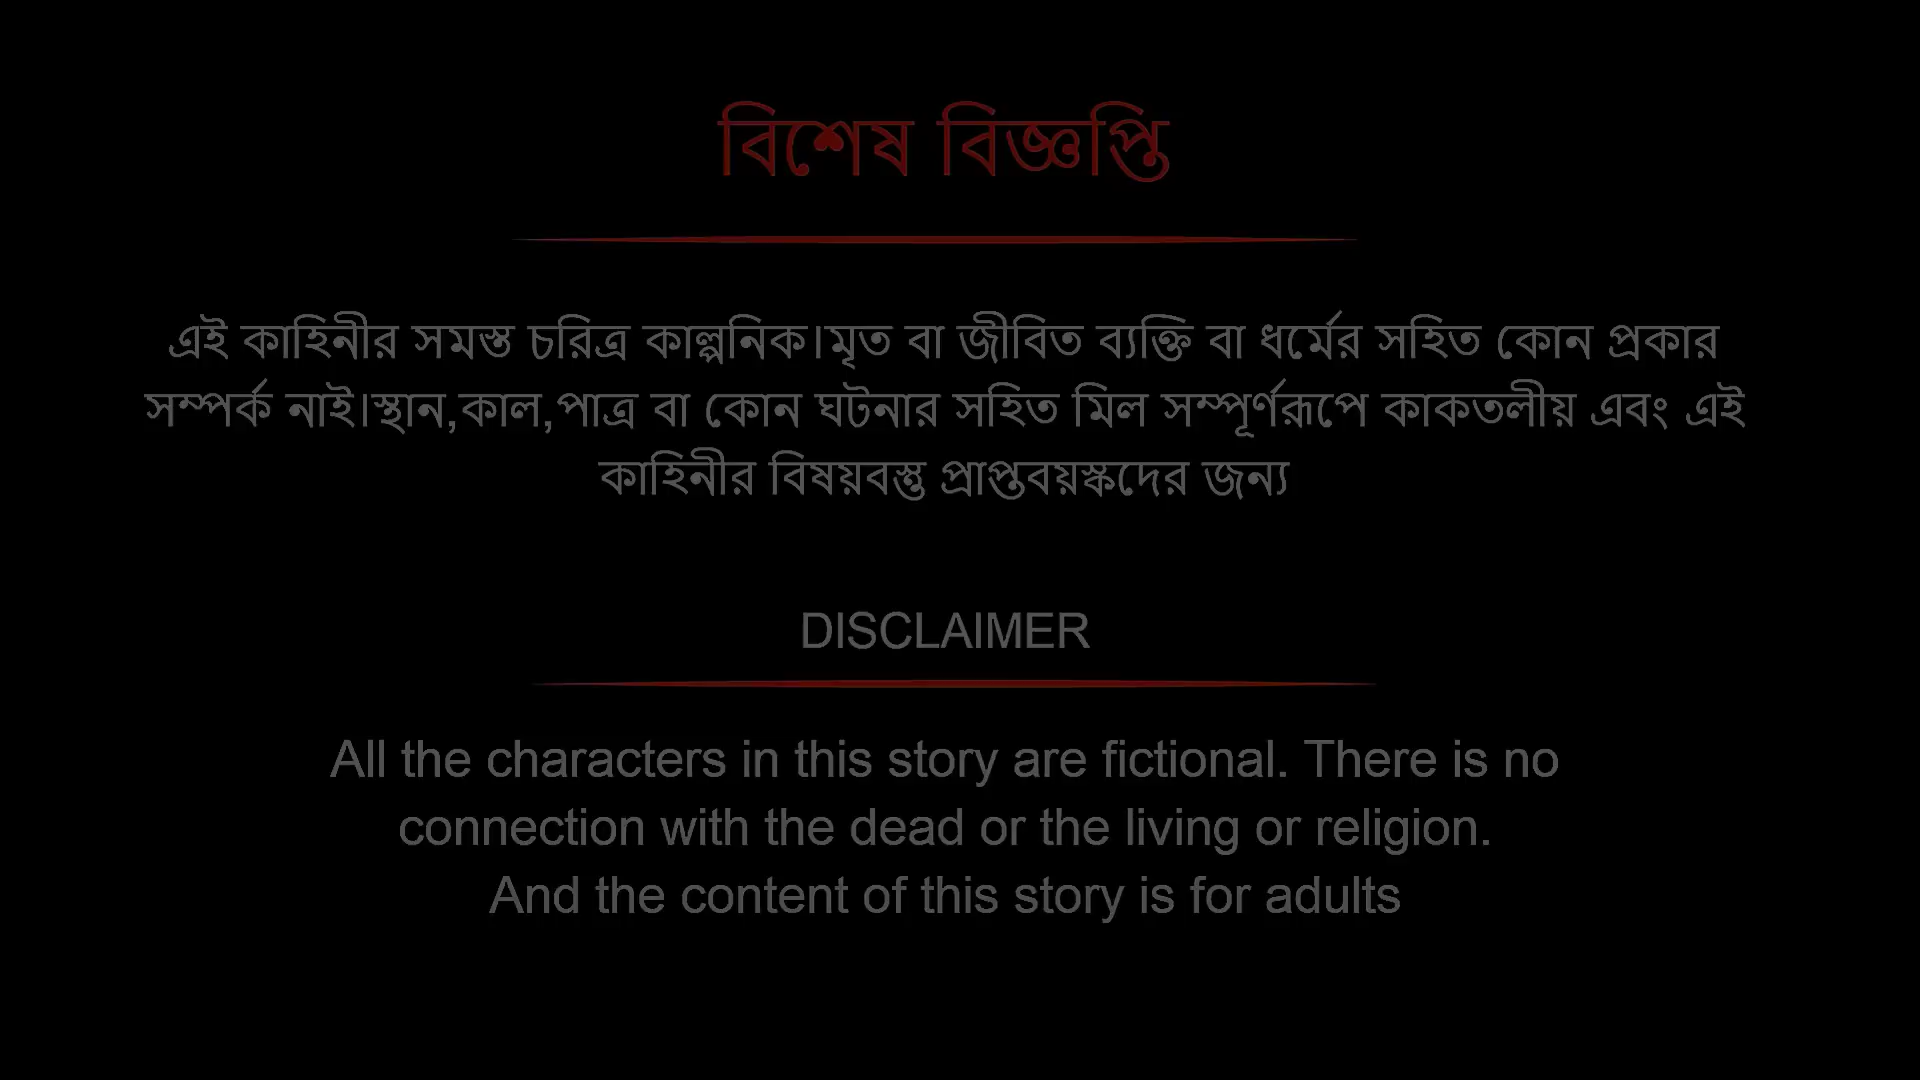 বিশেষ বিজ্ঞপ্তি
এই কাহিনীর সমস্ত চরিত্র কাল্পনিক।মৃত বা জীবিত ব্যক্তি বা ধর্মের সহিত কোন প্রকার
সম্পর্ক নাই।স্থান,কাল,পাত্র বা কোন ঘটনার সহিত মিল সম্পূর্ণরূপে কাকতলীয় এবং এই
কাহিনীর বিষয়বস্তু প্রাপ্তবয়স্কদের জন্য
DISCLAIMER
All the characters in this story are fictional. There is no
connection with the dead or the living or religion.
And the content of this story is for adults